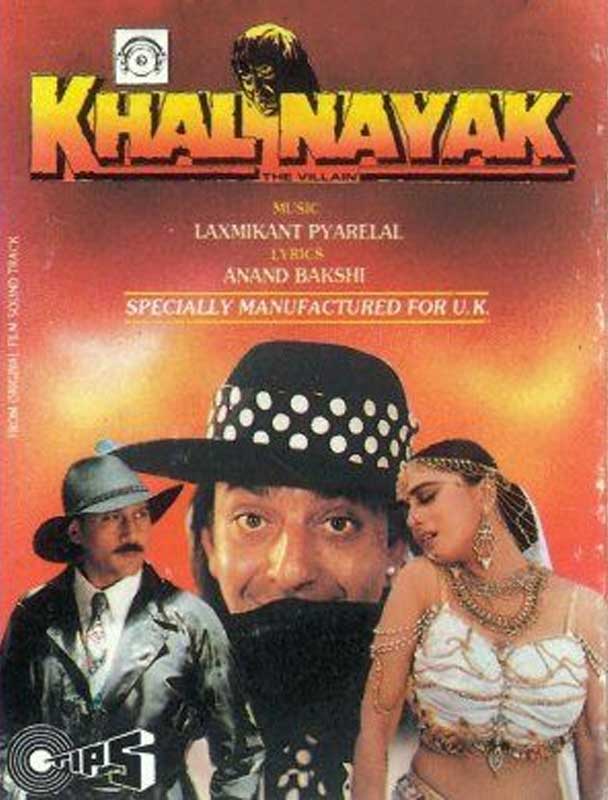 KHALNAYAK
THE VILLAIN
MUSIC
LAXMIKANT PYARELAL
LYRICS
ANAND BAKSHI
SPECIALLY MANUFACTURED FOR U.K.
FROM ORIGINAL FILM SOUND TRACK
TIPS